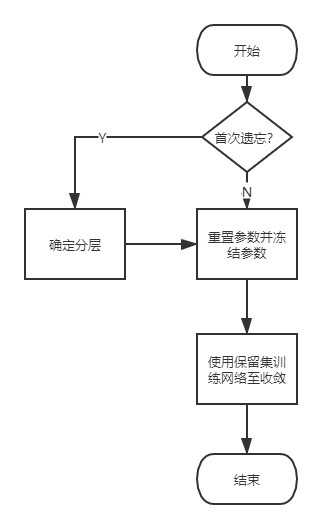 开始
首次遗忘?
Y
N
确定分层
重置参数并冻
结参数
使用保留集训
练网络至收敛
结束